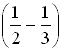 (1/2 − 1/3)